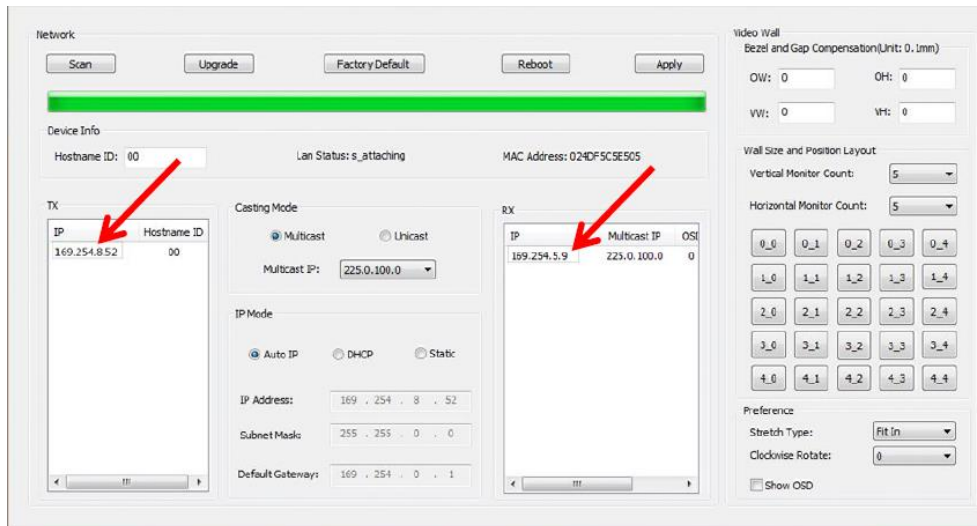 Network
Scan
Upgrade
Factory Default
Reboot
Apply
Device Info
Hostname ID: 00
Lan Status: s_attaching
MAC Address: 024DF5C5E505
TX
IP Hostname ID
169.254.8.52 00
Casting Mode
Multicast Unicast
Multicast IP: 225.0.100.0
IP Mode
Auto IP DHCP Static
IP Address: 169 . 254 . 8 . 52
Subnet Mask: 255 . 255 . 0 . 0
Default Gateway: 169 . 254 . 0 . 1
RX
IP Multicast IP OSI
169.254.5.9 225.0.100.0 0
Video Wall
Bezel and Gap Compensation(Unit: 0.1mm)
OW: 0 OH: 0
VW: 0 VH: 0
Wall Size and Position Layout
Vertical Monitor Count: 5
Horizontal Monitor Count: 5
0_0 0_1 0_2 0_3 0_4
1_0 1_1 1_2 1_3 1_4
2_0 2_1 2_2 2_3 2_4
3_0 3_1 3_2 3_3 3_4
4_0 4_1 4_2 4_3 4_4
Preference
Stretch Type: Fit In
Clockwise Rotate: 0
Show OSD